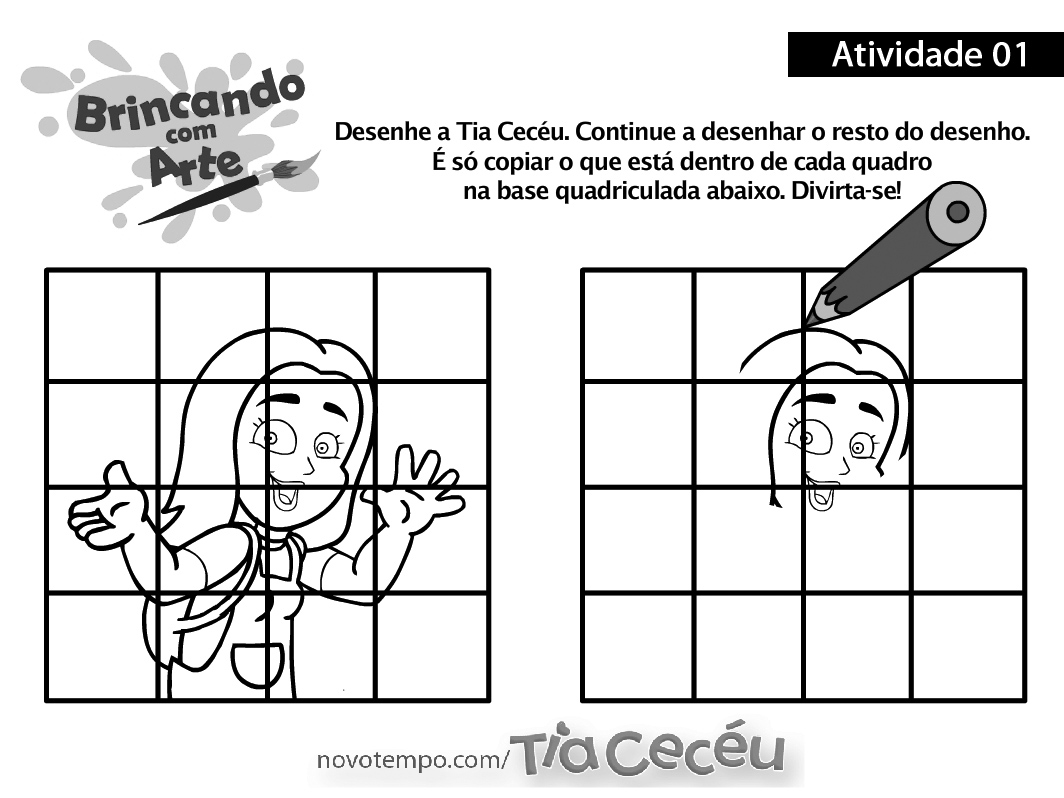 Atividade 01
Brincando
com
Arte
Desenhe a Tia Cecéu. Continue a desenhar o resto do desenho.
É só copiar o que está dentro de cada quadro
na base quadriculada abaixo. Divirta-se!
novotempo.com/Tia Cecéu